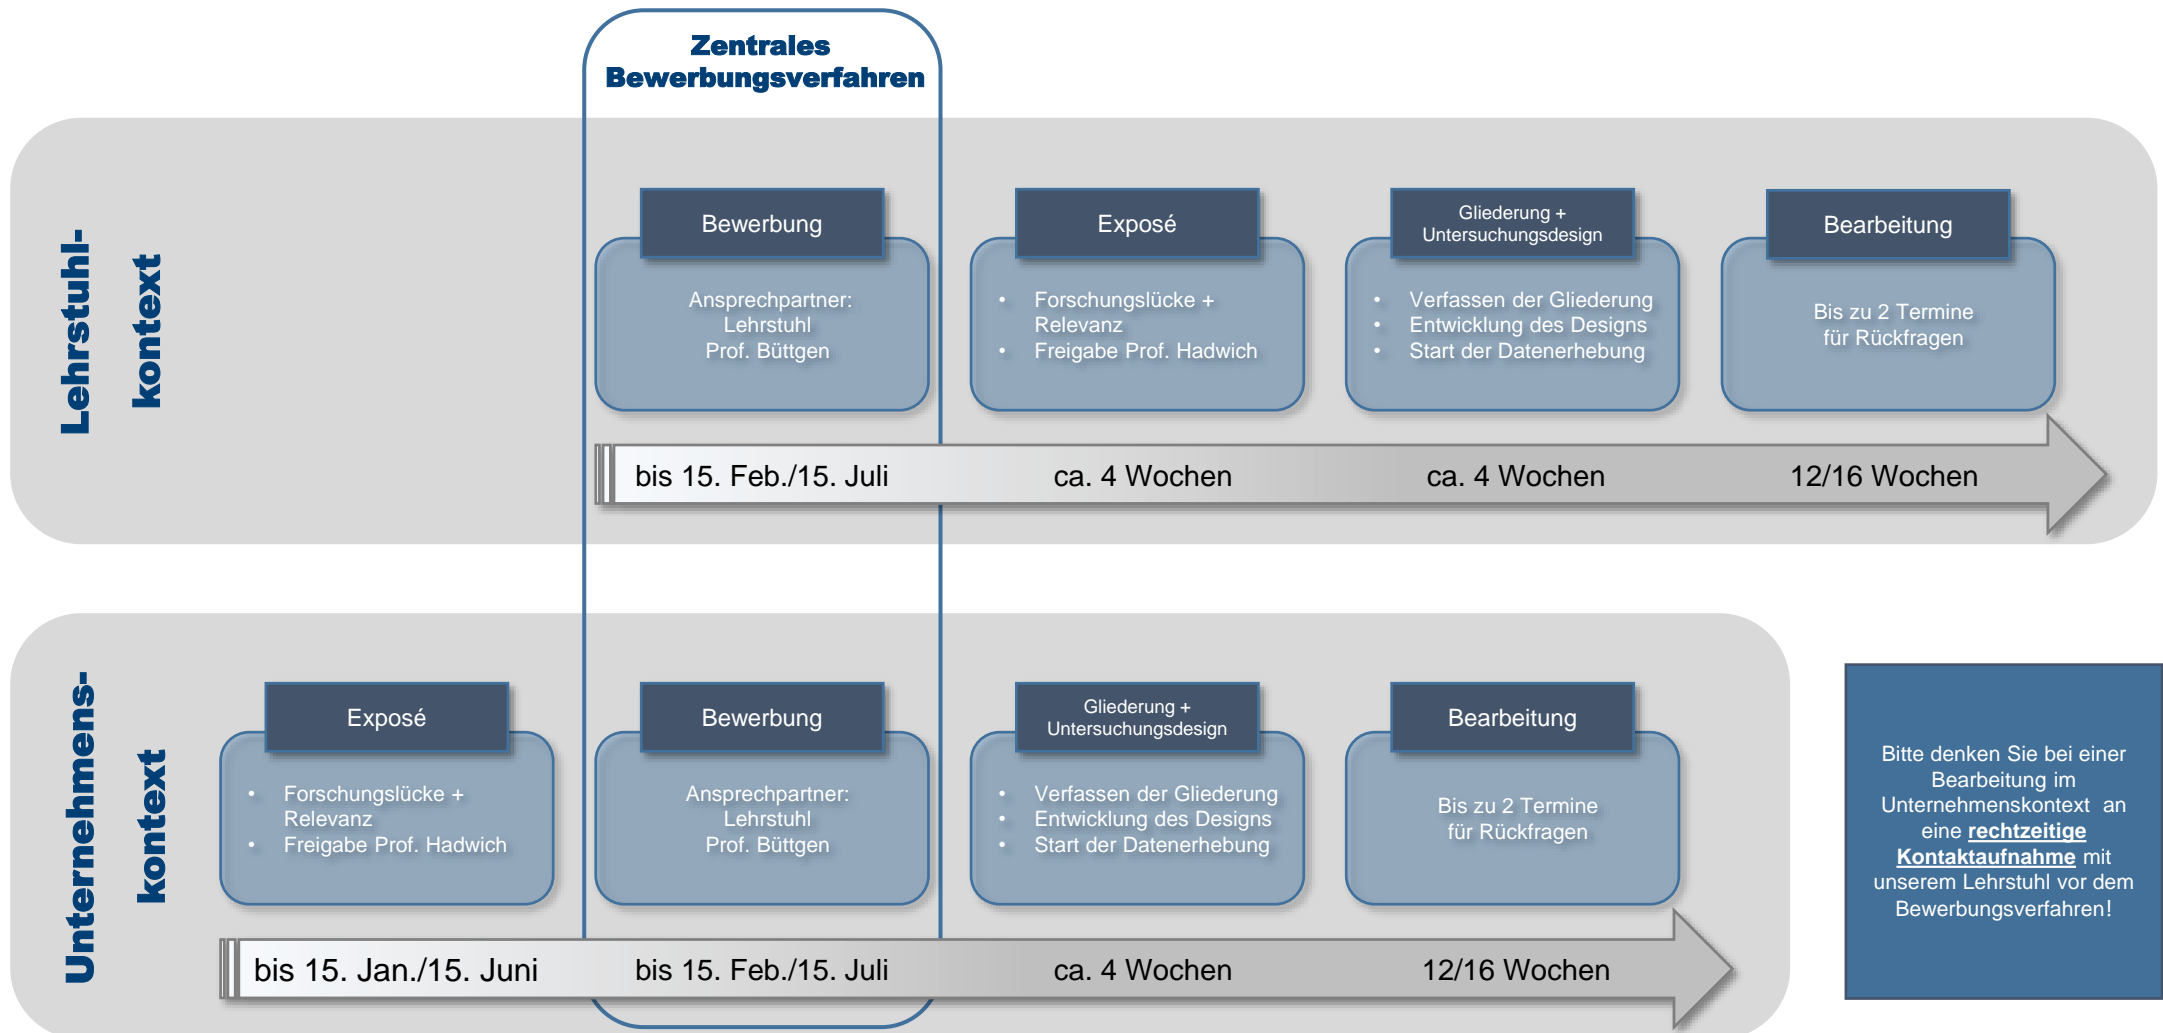 Zentrales
Bewerbungsverfahren
Lehrstuhl-
kontext
Bewerbung
Ansprechpartner:
Lehrstuhl
Prof. Büttgen
Exposé
• Forschungslücke +
Relevanz
• Freigabe Prof. Hadwich
Gliederung +
Untersuchungsdesign
• Verfassen der Gliederung
• Entwicklung des Designs
• Start der Datenerhebung
Bearbeitung
Bis zu 2 Termine
für Rückfragen
bis 15. Feb./15. Juli
ca. 4 Wochen
ca. 4 Wochen
12/16 Wochen
Unternehmens-
kontext
Exposé
• Forschungslücke +
Relevanz
• Freigabe Prof. Hadwich
Bewerbung
Ansprechpartner:
Lehrstuhl
Prof. Büttgen
Gliederung +
Untersuchungsdesign
• Verfassen der Gliederung
• Entwicklung des Designs
• Start der Datenerhebung
Bearbeitung
Bis zu 2 Termine
für Rückfragen
bis 15. Jan./15. Juni
bis 15. Feb./15. Juli
ca. 4 Wochen
12/16 Wochen
Bitte denken Sie bei einer
Bearbeitung im
Unternehmenskontext an
eine rechtzeitige
Kontaktaufnahme mit
unserem Lehrstuhl vor dem
Bewerbungsverfahren!